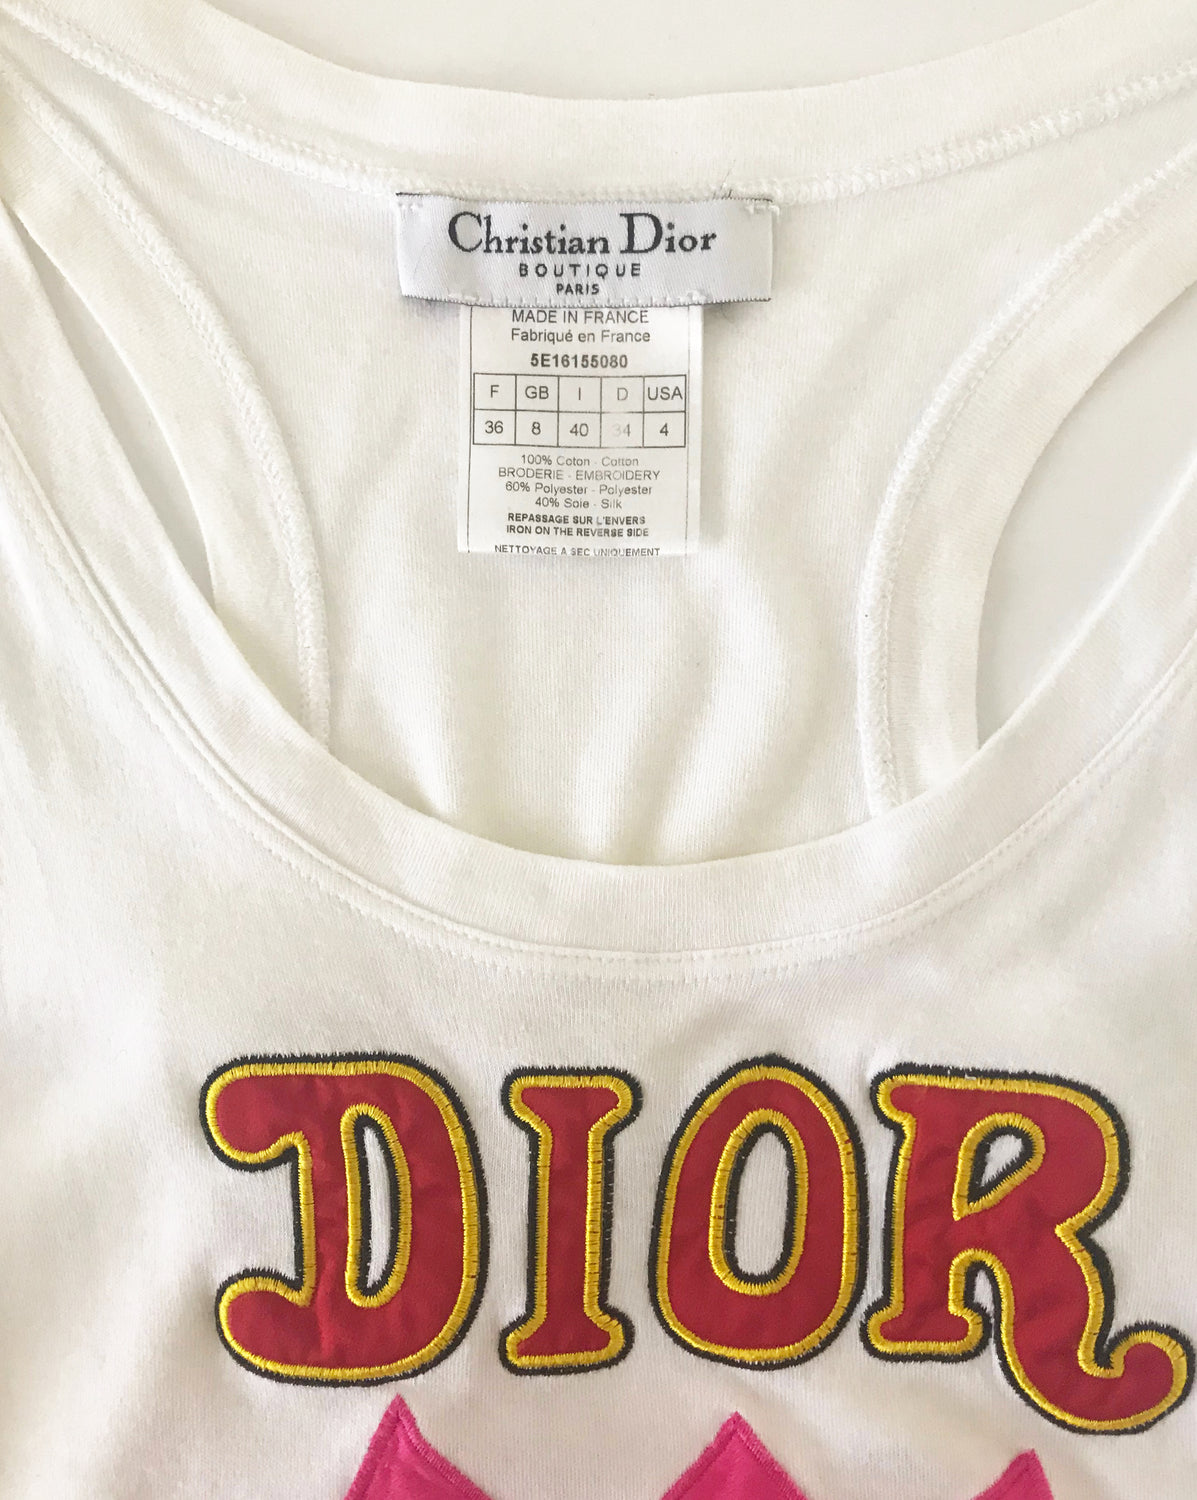 Christian Dior
BOUTIQUE
PARIS
MADE IN FRANCE
Fabriqué en France
5E16155080
F GB I D USA
36 8 40 34 4
100% Coton - Cotton
BRODERIE - EMBROIDERY
60% Polyester - Polyester
40% Soie - Silk
REPASSAGE SUR L'ENVERS
IRON ON THE REVERSE SIDE
NETTOYAGE A SEC UNIQUEMENT
DIOR